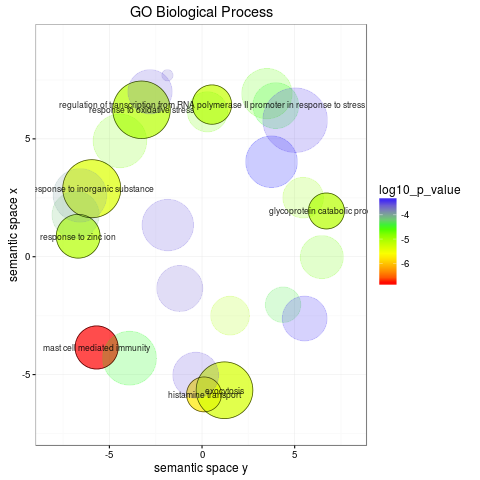 GO Biological Process
regulation of transcription from RNA polymerase II promoter in response to stress
response to oxidative stress
esponse to inorganic substance
glycoprotein catabolic pro
response to zinc ion
mast cell mediated immunity
exocytosis
histamine transport
5
0
-5
-5
0
5
semantic space y
semantic space x
log10_p_value
-4
-5
-6